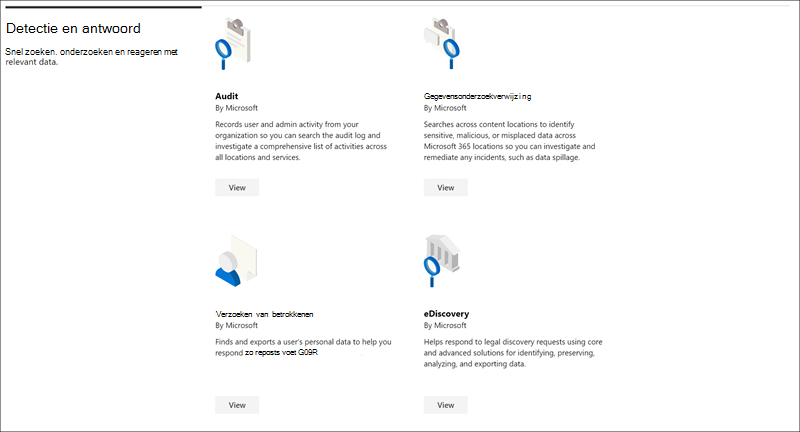 Detectie en antwoord
Snel zoeken. onderzoeken en reageren met
relevant data.
Audit
By Microsoft
Records user and admin activity from your
organization so you can search the audit log and
investigate a comprehensive list of activities across
all locations and services.
View
Gegevensonderzoekverwijzing
By Microsoft
Searches across content locations to identify
sensitive, malicious, or misplaced data across
Microsoft 365 locations so you can investigate and
remediate any incidents, such as data spillage.
View
Verzoeken van betrokkenen
By Microsoft
Finds and exports a user's personal data to help you
respond zo reposts voet G09R
View
eDiscovery
By Microsoft
Helps respond to legal discovery requests using core
and advanced solutions for identifying, preserving,
analyzing, and exporting data.
View